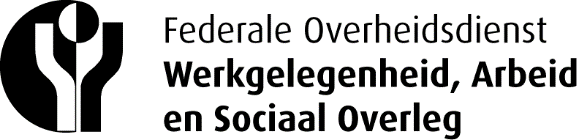 Federale Overheidsdienst
Werkgelegenheid, Arbeid
en Sociaal Overleg